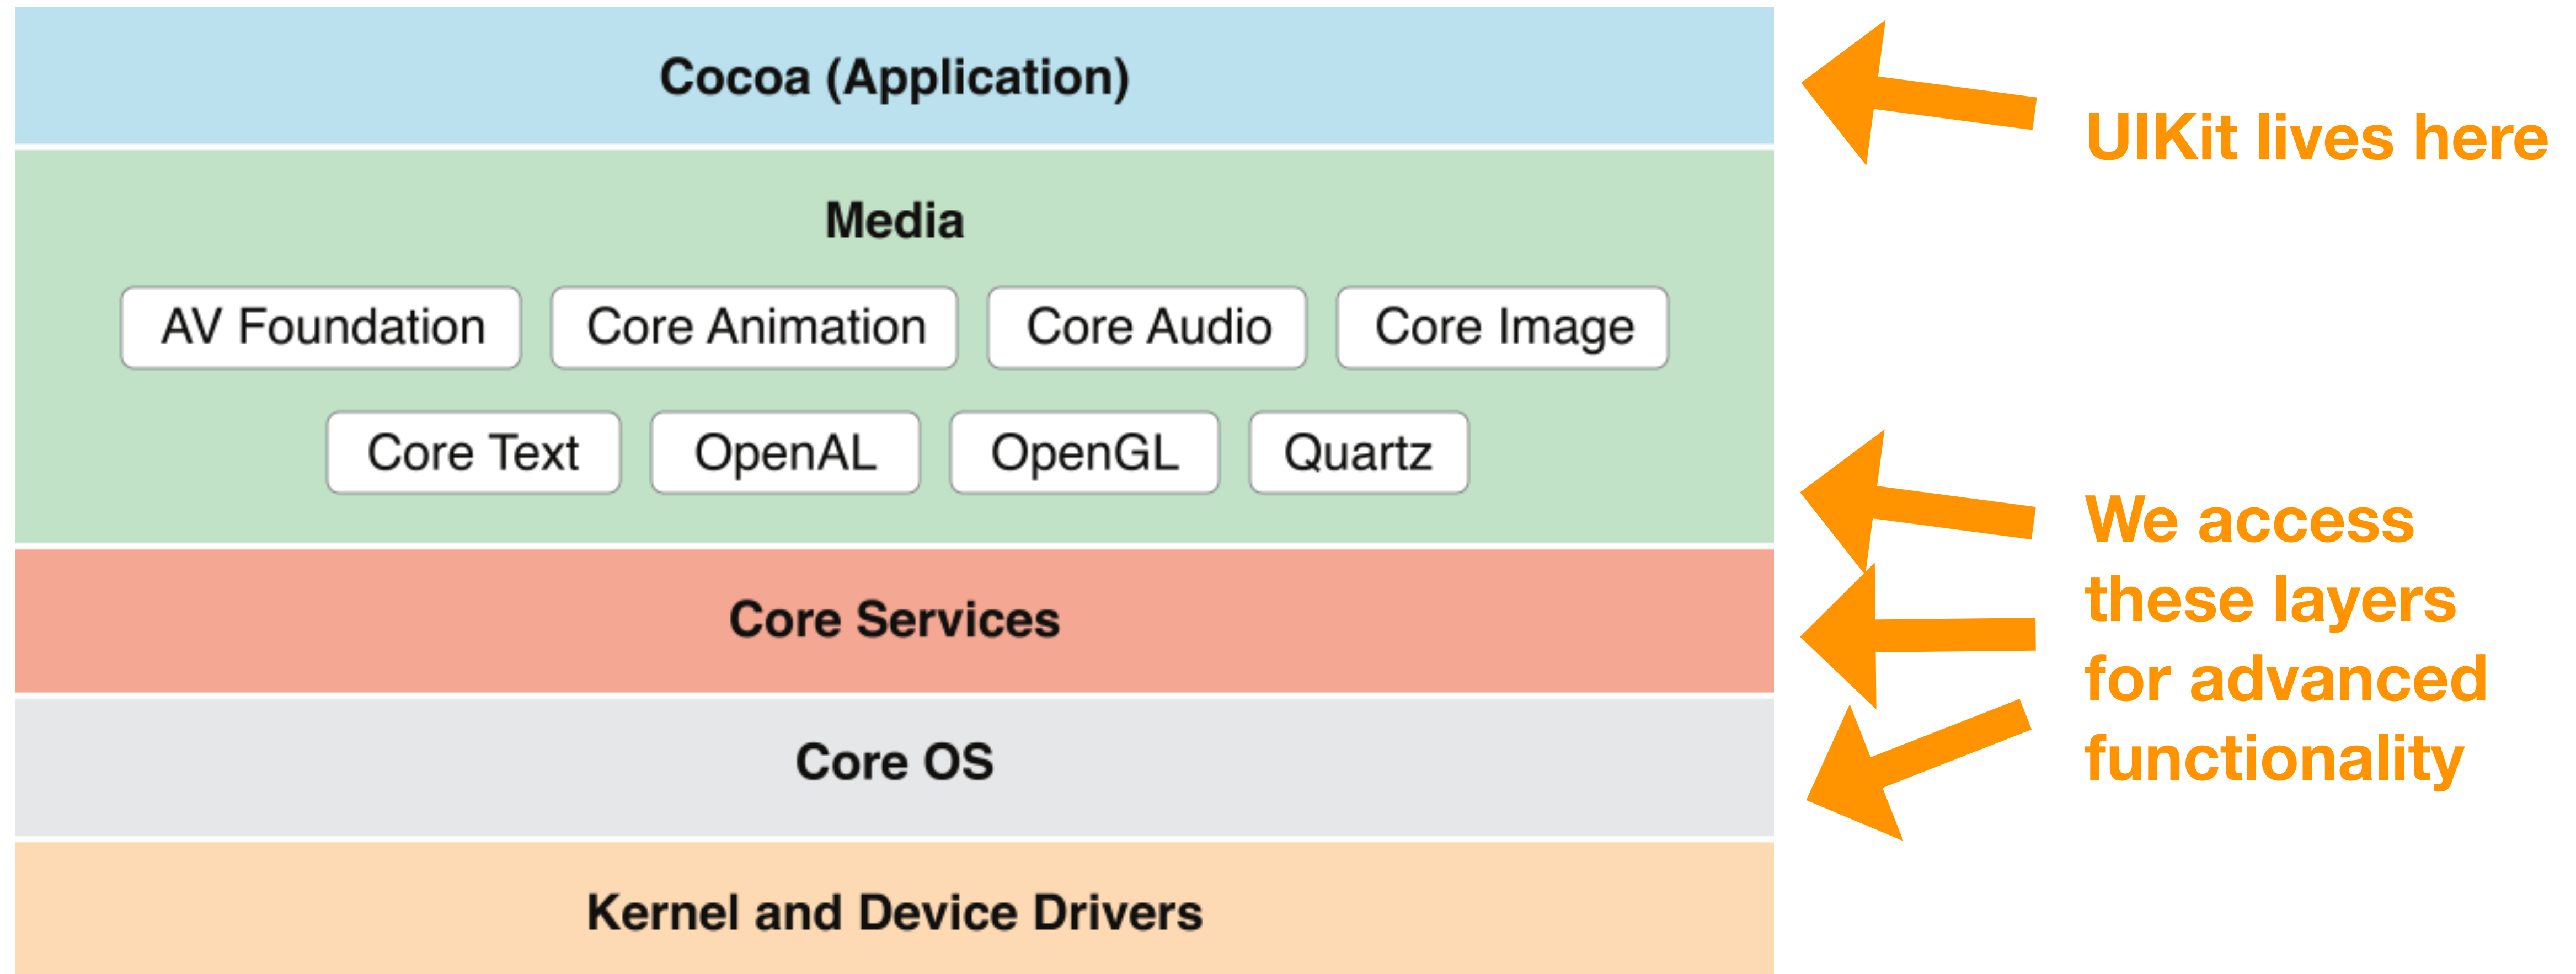 Cocoa (Application)
UIKit lives here
Media
AV Foundation
Core Animation
Core Audio
Core Image
Core Text
OpenAL
OpenGL
Quartz
We access
these layers
for advanced
functionality
Core Services
Core OS
Kernel and Device Drivers